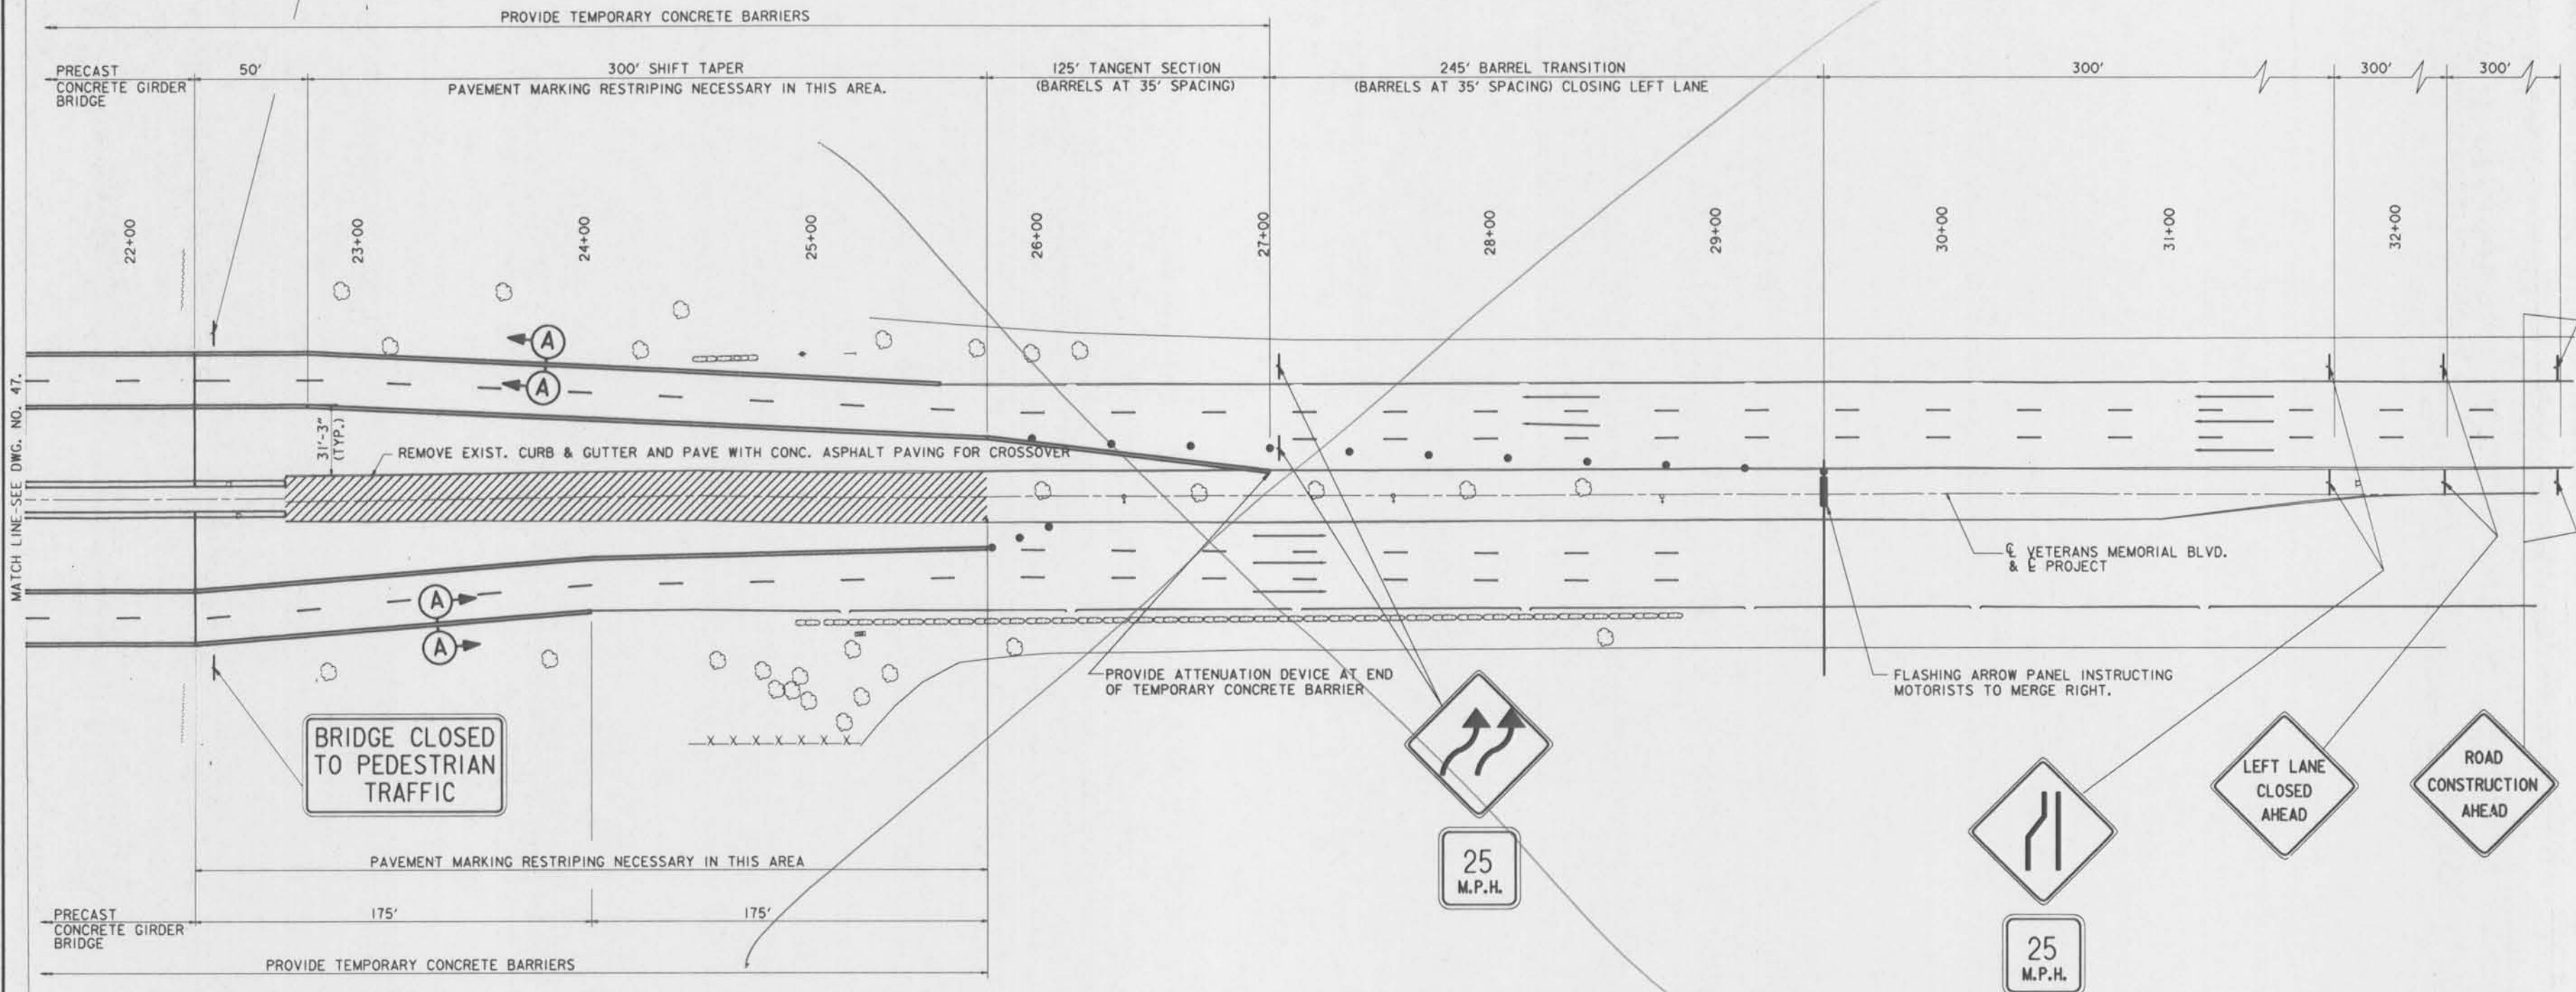 PROVIDE TEMPORARY CONCRETE BARRIERS
PRECAST
CONCRETE GIRDER
BRIDGE
50'
300' SHIFT TAPER
PAVEMENT MARKING RESTRIPING NECESSARY IN THIS AREA.
125' TANGENT SECTION
(BARRELS AT 35' SPACING)
245' BARREL TRANSITION
(BARRELS AT 35' SPACING) CLOSING LEFT LANE
300'
300'
300'
22+00
23+00
24+00
25+00
26+00
27+00
28+00
29+00
30+00
31+00
32+00
MATCH LINE-SEE DWG. NO. 47.
A
A
31'-3"
(TYP.)
REMOVE EXIST. CURB & GUTTER AND PAVE WITH CONC. ASPHALT PAVING FOR CROSSOVER
℄ VETERANS MEMORIAL BLVD.
& ℄ PROJECT
A
A
PROVIDE ATTENUATION DEVICE AT END
OF TEMPORARY CONCRETE BARRIER
FLASHING ARROW PANEL INSTRUCTING
MOTORISTS TO MERGE RIGHT.
BRIDGE CLOSED
TO PEDESTRIAN
TRAFFIC
25
M.P.H.
25
M.P.H.
LEFT LANE
CLOSED
AHEAD
ROAD
CONSTRUCTION
AHEAD
PAVEMENT MARKING RESTRIPING NECESSARY IN THIS AREA
PRECAST
CONCRETE GIRDER
BRIDGE
175'
175'
PROVIDE TEMPORARY CONCRETE BARRIERS